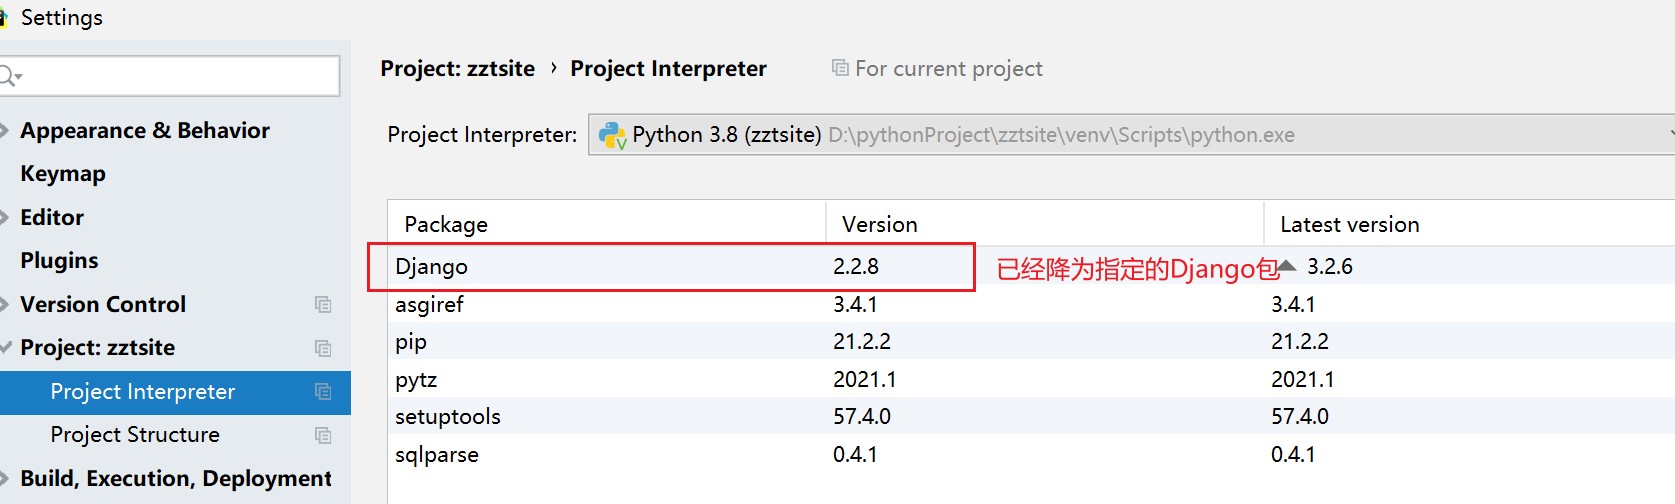 Settings
Project: zztsite › Project Interpreter For current project
Appearance & Behavior
Project Interpreter: Python 3.8 (zztsite) D:\pythonProject\zztsite\venv\Scripts\python.exe
Keymap
Editor
Package Version Latest version
Plugins
Django 2.2.8 已经降为指定的Django包 3.2.6
Version Control
asgiref 3.4.1 3.4.1
Project: zztsite
pip 21.2.2 21.2.2
Project Interpreter
pytz 2021.1 2021.1
setuptools 57.4.0 57.4.0
Project Structure
sqlparse 0.4.1 0.4.1
Build, Execution, Deployment